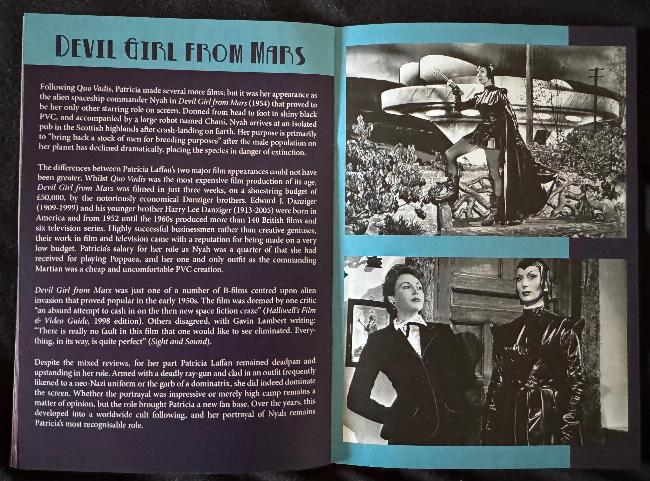 DEVIL GIRL FROM MARS
Following Quo Vadis, Patricia made several more films; but it was her appearance as
the alien spaceship commander Nyah in Devil Girl from Mars (1954) that proved to
be her only other starring role on screen. Donned from head to foot in shiny black
PVC, and accompanied by a large robot named Chani, Nyah arrives at an isolated
pub in the Scottish highlands after crash-landing on Earth. Her purpose is primarily
to "bring back a stock of men for breeding purposes" after the male population on
her planet has declined dramatically, placing the species in danger of extinction.
The differences between Patricia Laffan's two major film appearances could not have
been greater. Whilst Quo Vadis was the most expensive film production of its age,
Devil Girl from Mars was filmed in just three weeks, on a shoestring budget of
£50,000, by the notoriously economical Danziger brothers. Edward J. Danziger
(1909-1999) and his younger brother Harry Lee Danziger (1913-2005) were born in
America and from 1952 until the 1960s produced more than 140 British films and
six television series. Highly successful businessmen rather than creative geniuses,
their work in film and television came with a reputation for being made on a very
low budget. Patricia's salary for her role as Nyah was a quarter of that she had
received for playing Poppaea, and her one and only outfit as the commanding
Martian was a cheap and uncomfortable PVC creation.
Devil Girl from Mars was just one of a number of B-films centred upon alien
invasion that proved popular in the early 1950s. The film was deemed by one critic
"an absurd attempt to cash in on the then new space fiction craze" (Halliwell's Film
& Video Guide, 1998 edition). Others disagreed, with Gavin Lambert writing:
"There is really no fault in this film that one would like to see eliminated. Every-
thing, in its way, is quite perfect" (Sight and Sound).
Despite the mixed reviews, for her part Patricia Laffan remained deadpan and
upstanding in her role. Armed with a deadly ray-gun and clad in an outfit frequently
likened to a neo-Nazi uniform or the garb of a dominatrix, she did indeed dominate
the screen. Whether the portrayal was impressive or merely high camp remains a
matter of opinion, but the role brought Patricia a new fan base. Over the years, this
developed into a worldwide cult following, and her portrayal of Nyah remains
Patricia's most recognisable role.